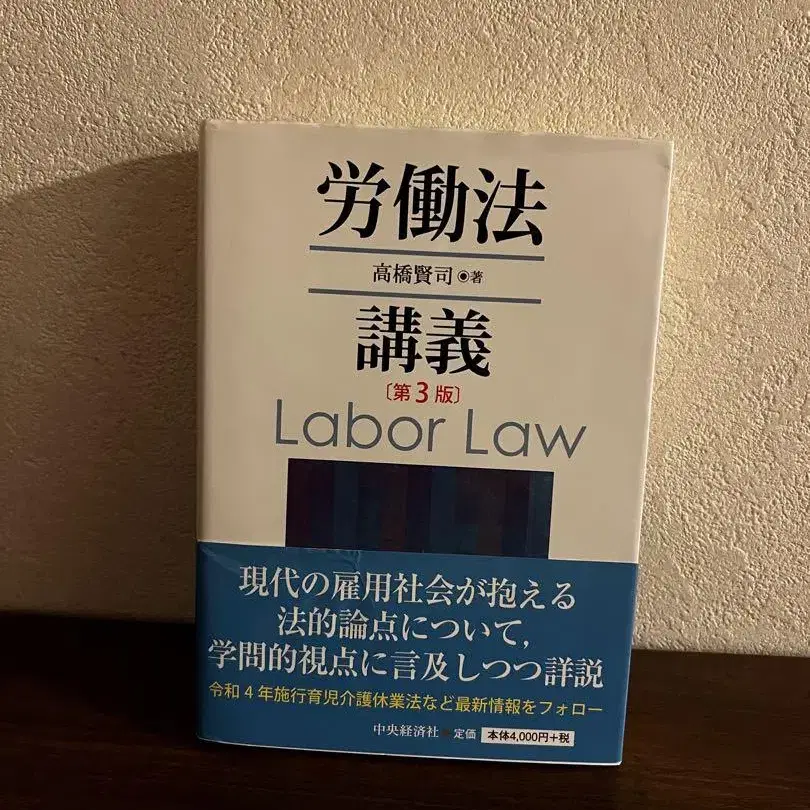 労働法
高橋賢司◉著
講義
〔第3版〕
Labor Law
現代の雇用社会が抱える
法的論点について,
学問的視点に言及しつつ詳説
令和4年施行育児介護休業法など最新情報をフォロー
中央経済社 ■ 定価 本体4,000円+税